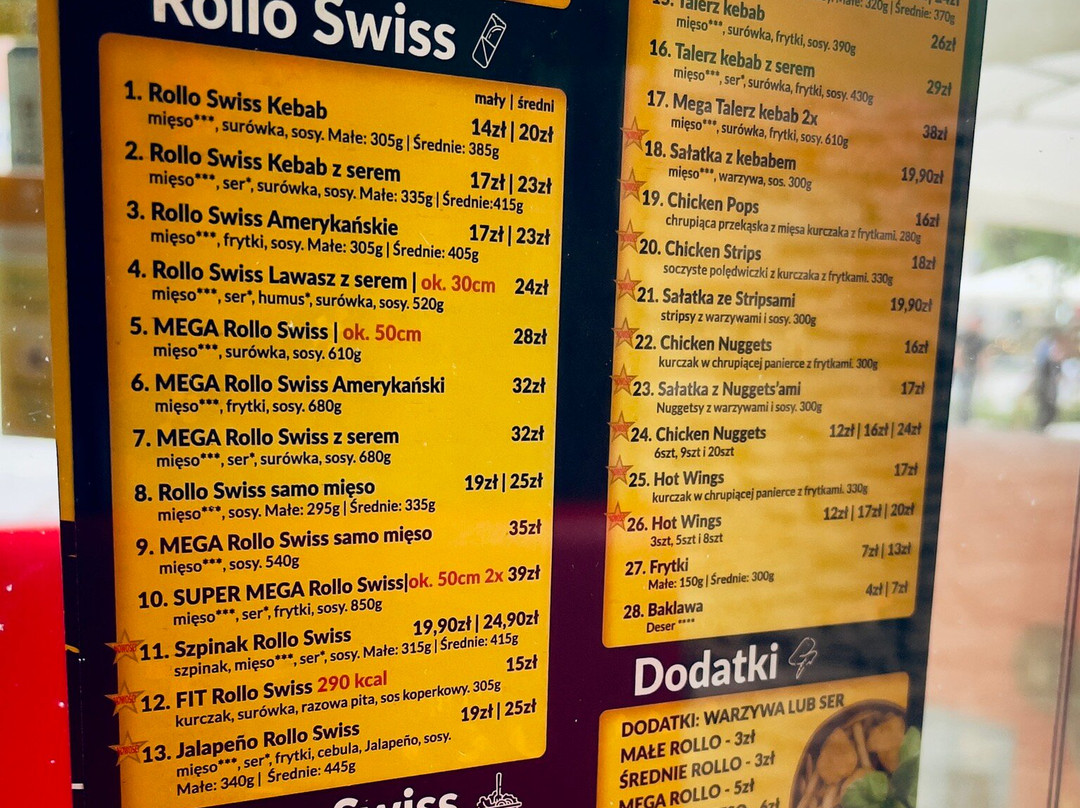 Rollo Swiss
mały | średni
1. Rollo Swiss Kebab 14zł | 20zł
mięso***, surówka, sosy. Małe: 305g | Średnie: 385g
2. Rollo Swiss Kebab z serem 17zł | 23zł
mięso***, ser*, surówka, sosy. Małe: 335g | Średnie:415g
3. Rollo Swiss Amerykańskie 17zł | 23zł
mięso***, frytki, sosy. Małe: 305g | Średnie: 405g
4. Rollo Swiss Lawasz z serem | ok. 30cm 24zł
mięso***, ser*, humus*, surówka, sosy. 520g
5. MEGA Rollo Swiss | ok. 50cm 28zł
mięso***, surówka, sosy. 610g
6. MEGA Rollo Swiss Amerykański 32zł
mięso***, frytki, sosy. 680g
7. MEGA Rollo Swiss z serem 32zł
mięso***, ser*, surówka, sosy. 680g
8. Rollo Swiss samo mięso 19zł | 25zł
mięso***, sosy. Małe: 295g | Średnie: 335g
9. MEGA Rollo Swiss samo mięso 35zł
mięso***, sosy. 540g
10. SUPER MEGA Rollo Swiss|ok. 50cm 2x 39zł
mięso***, ser*, frytki, sosy. 850g
11. Szpinak Rollo Swiss 19,90zł | 24,90zł
szpinak, mięso***, ser*, sosy. Małe: 315g | Średnie: 415g
12. FIT Rollo Swiss 290 kcal 15zł
kurczak, surówka, razowa pita, sos koperkowy. 305g
13. Jalapeño Rollo Swiss 19zł | 25zł
mięso***, ser*, frytki, cebula, Jalapeño, sosy.
Małe: 340g | Średnie: 445g
Swiss
Małe: 320g | Średnie: 370g
15. Talerz kebab 26zł
mięso***, surówka, frytki, sosy. 390g
16. Talerz kebab z serem 29zł
mięso***, ser*, surówka, frytki, sosy. 430g
17. Mega Talerz kebab 2x 38zł
mięso***, surówka, frytki, sosy. 610g
18. Sałatka z kebabem 19,90zł
mięso***, warzywa, sos. 300g
19. Chicken Pops 16zł
chrupiąca przekąska z mięsa kurczaka z frytkami. 280g
20. Chicken Strips 18zł
soczyste polędwiczki z kurczaka z frytkami. 330g
21. Sałatka ze Stripsami 19,90zł
stripsy z warzywami i sosy. 300g
22. Chicken Nuggets 16zł
kurczak w chrupiącej panierce z frytkami. 300g
23. Sałatka z Nuggets'ami 17zł
Nuggetsy z warzywami i sosy. 300g
24. Chicken Nuggets 12zł | 16zł | 24zł
6szt, 9szt i 20szt
25. Hot Wings 17zł
kurczak w chrupiącej panierce z frytkami. 330g
26. Hot Wings 12zł | 17zł | 20zł
3szt, 5szt i 8szt
27. Frytki 7zł | 13zł
Małe: 150g | Średnie: 300g
28. Baklawa 4zł | 7zł
Deser ****
Dodatki
DODATKI: WARZYWA LUB SER
MAŁE ROLLO - 3zł
ŚREDNIE ROLLO - 3zł
MEGA ROLLO - 5zł
6zł